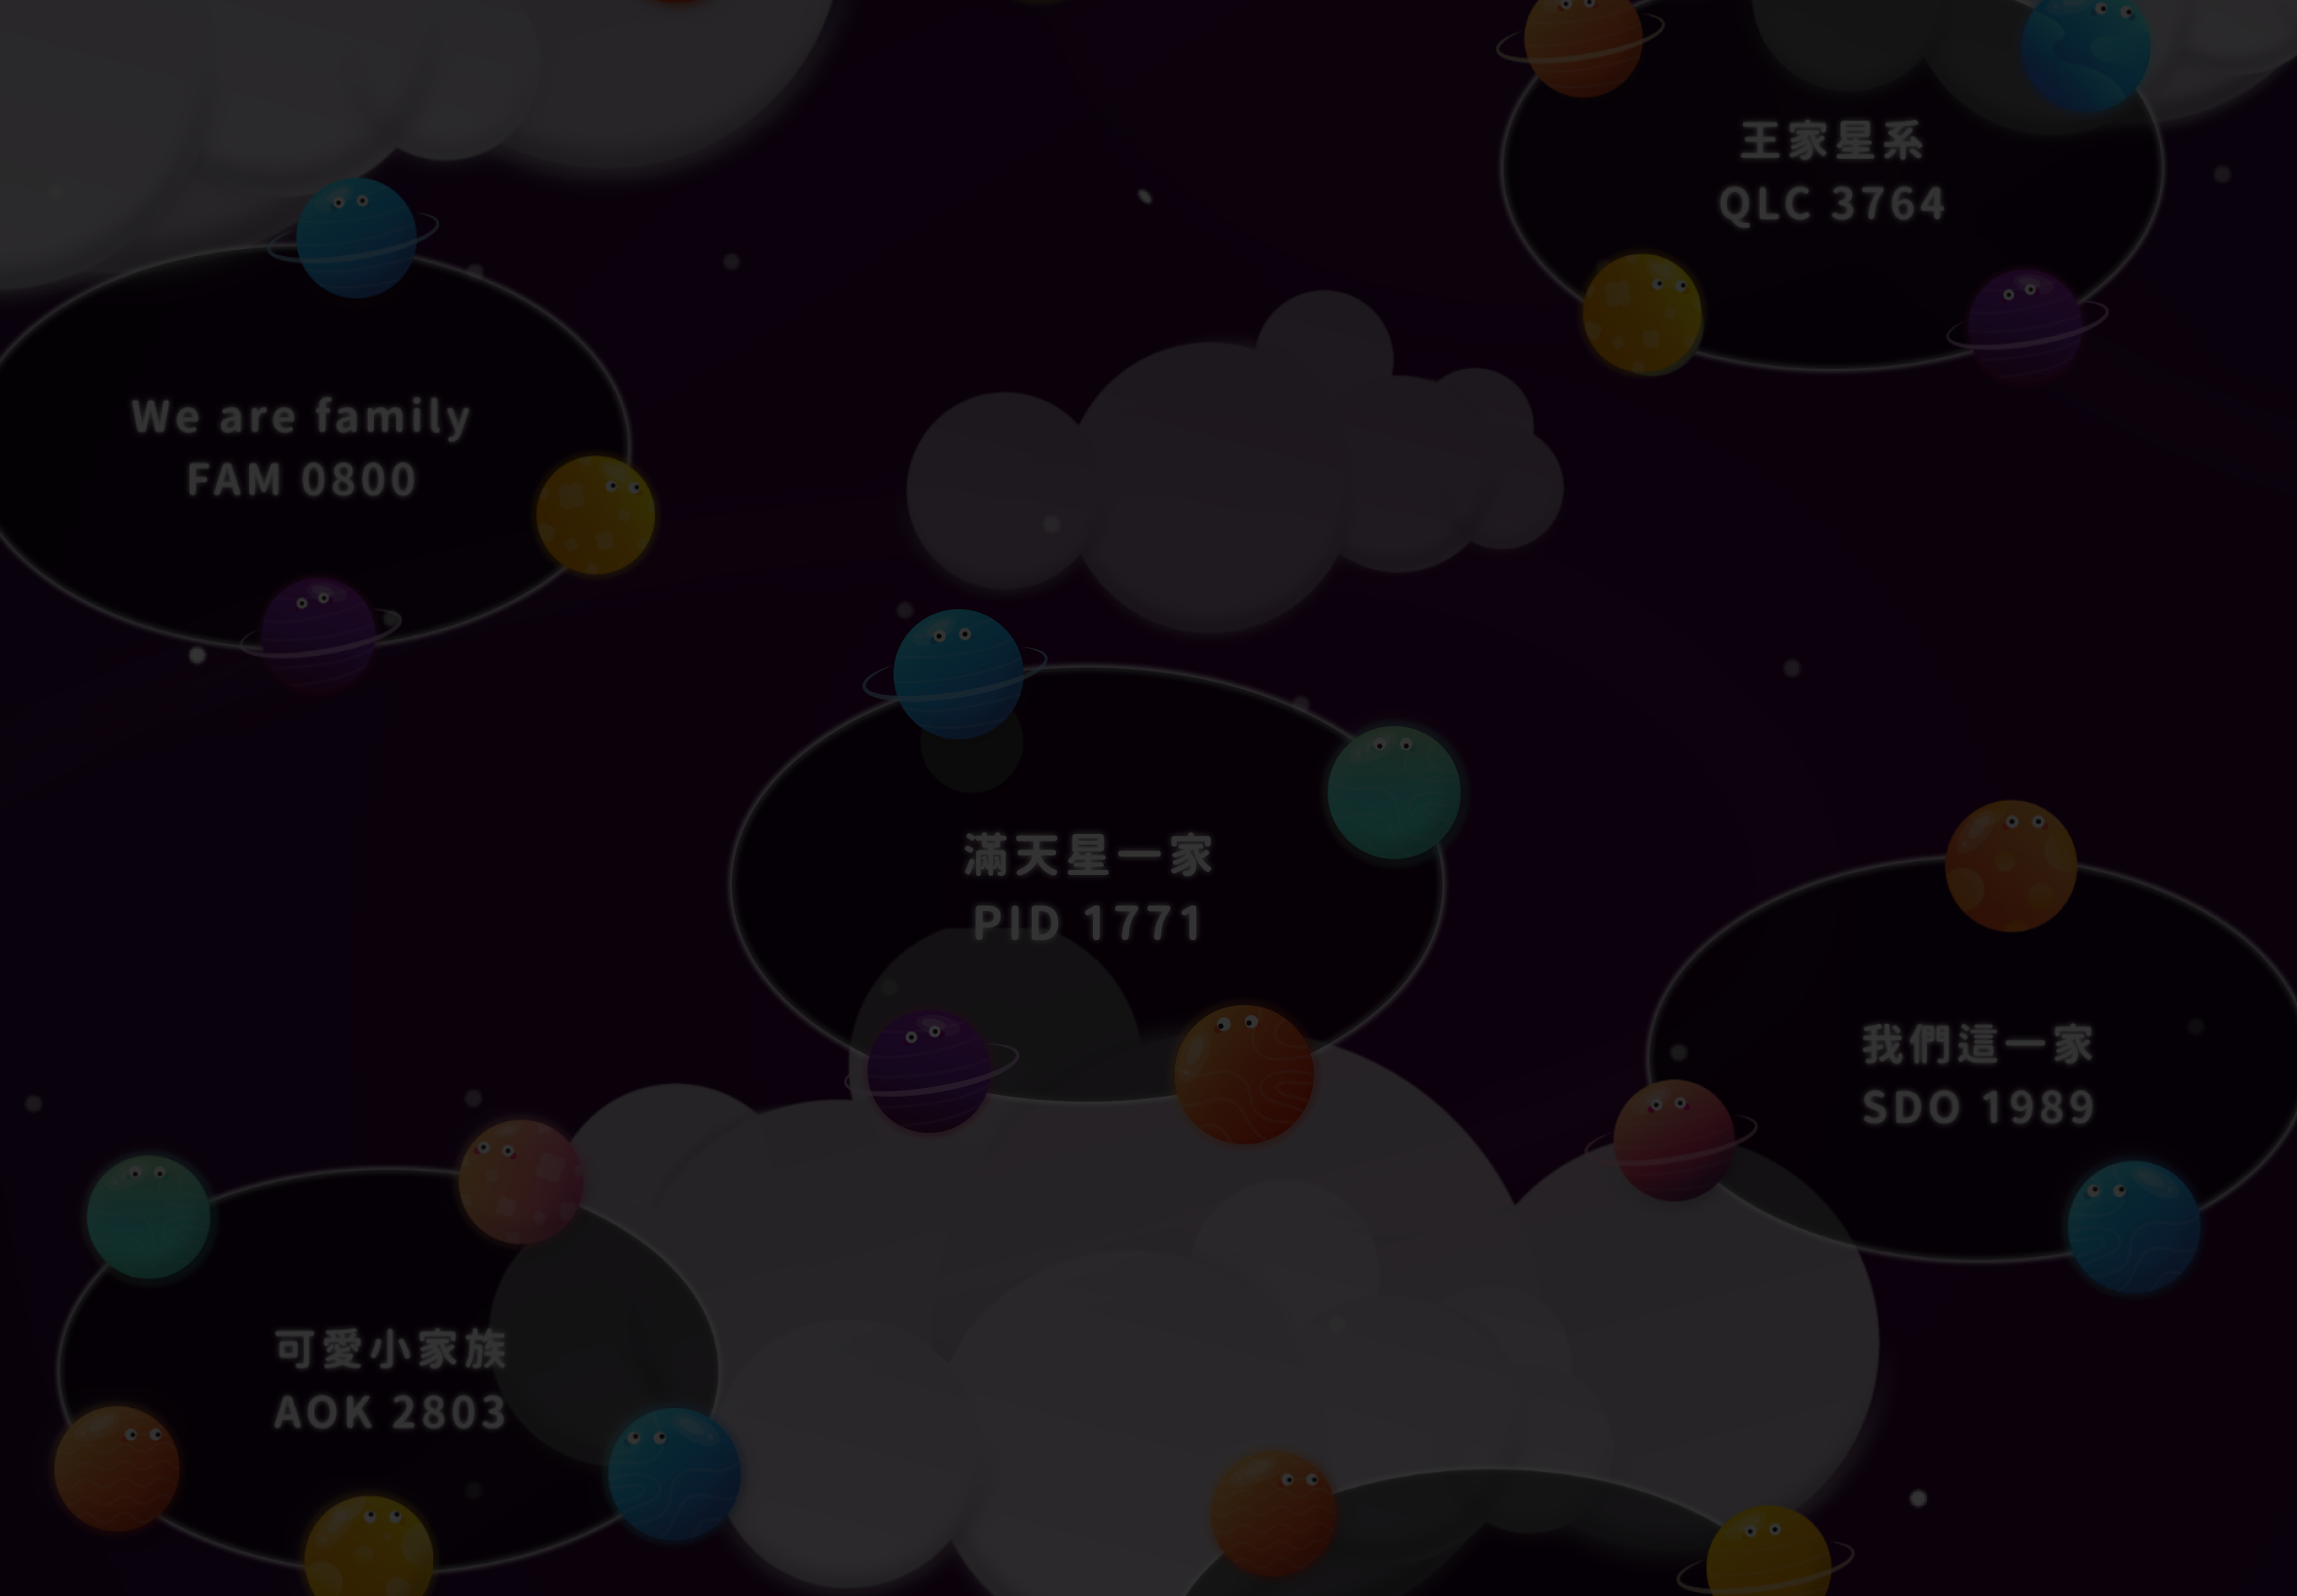 王家星系
QLC 3764
We are family
FAM 0800
滿天星一家
PID 1771
我們這一家
SDO 1989
可愛小家族
AOK 2803